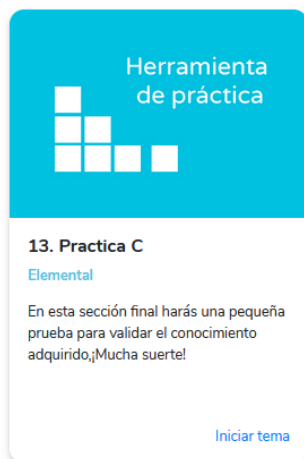 Herramienta
de práctica
13. Practica C
Elemental
En esta sección final harás una pequeña
prueba para validar el conocimiento
adquirido,¡Mucha suerte!
Iniciar tema